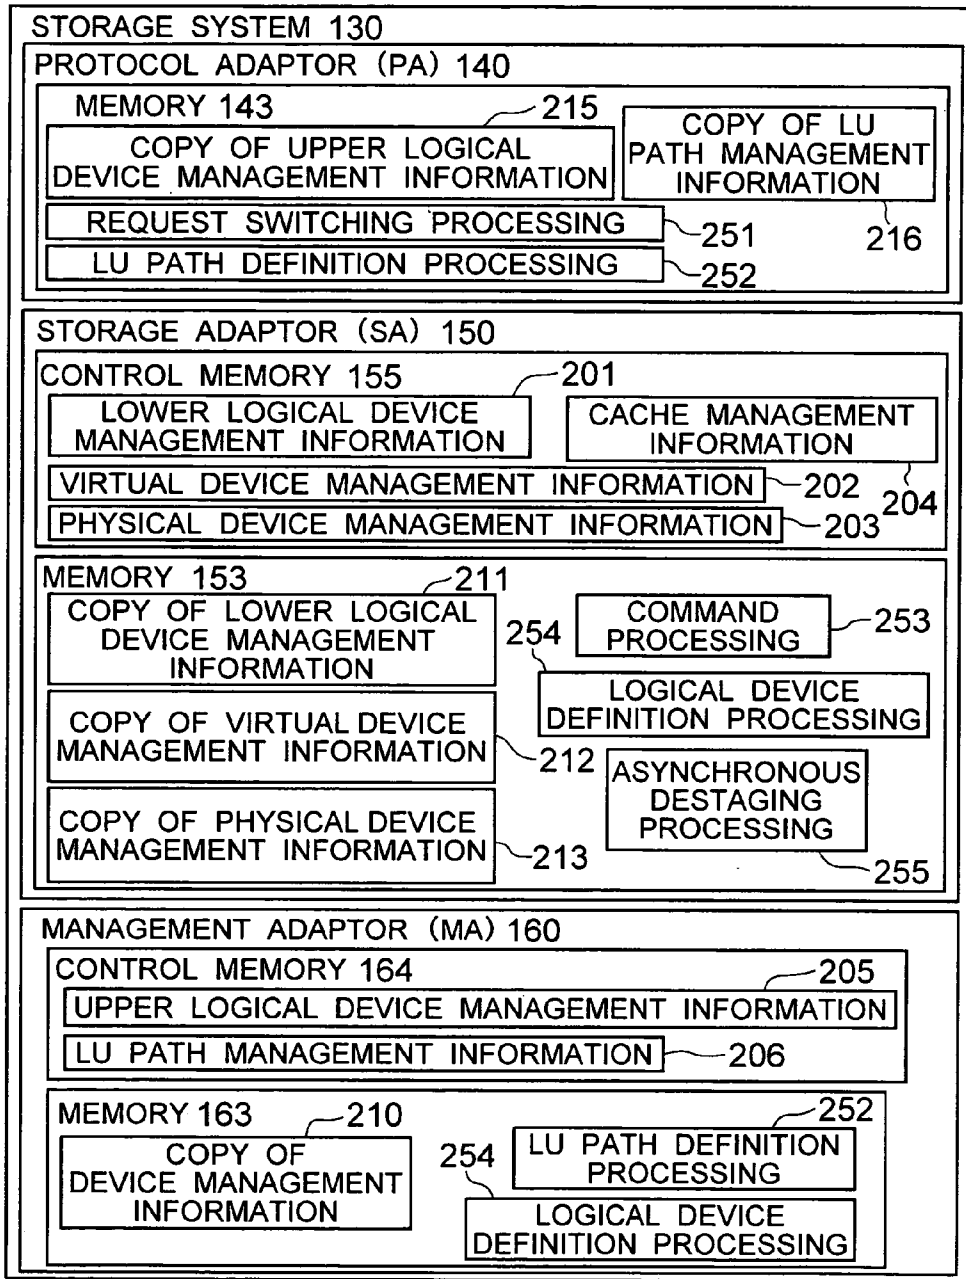 STORAGE SYSTEM 130
PROTOCOL ADAPTOR (PA) 140
MEMORY 143
215
COPY OF UPPER LOGICAL
DEVICE MANAGEMENT INFORMATION
COPY OF LU
PATH MANAGEMENT
INFORMATION
216
REQUEST SWITCHING PROCESSING
251
LU PATH DEFINITION PROCESSING
252
STORAGE ADAPTOR (SA) 150
CONTROL MEMORY 155
201
LOWER LOGICAL DEVICE
MANAGEMENT INFORMATION
CACHE MANAGEMENT
INFORMATION
204
VIRTUAL DEVICE MANAGEMENT INFORMATION
202
PHYSICAL DEVICE MANAGEMENT INFORMATION
203
MEMORY 153
211
COPY OF LOWER LOGICAL
DEVICE MANAGEMENT
INFORMATION
COMMAND
PROCESSING
253
254
LOGICAL DEVICE
DEFINITION PROCESSING
COPY OF VIRTUAL DEVICE
MANAGEMENT INFORMATION
212
ASYNCHRONOUS
DESTAGING
PROCESSING
255
COPY OF PHYSICAL DEVICE
MANAGEMENT INFORMATION
213
MANAGEMENT ADAPTOR (MA) 160
CONTROL MEMORY 164
205
UPPER LOGICAL DEVICE MANAGEMENT INFORMATION
LU PATH MANAGEMENT INFORMATION
206
MEMORY 163
210
COPY OF
DEVICE MANAGEMENT
INFORMATION
252
LU PATH DEFINITION
PROCESSING
254
LOGICAL DEVICE
DEFINITION PROCESSING